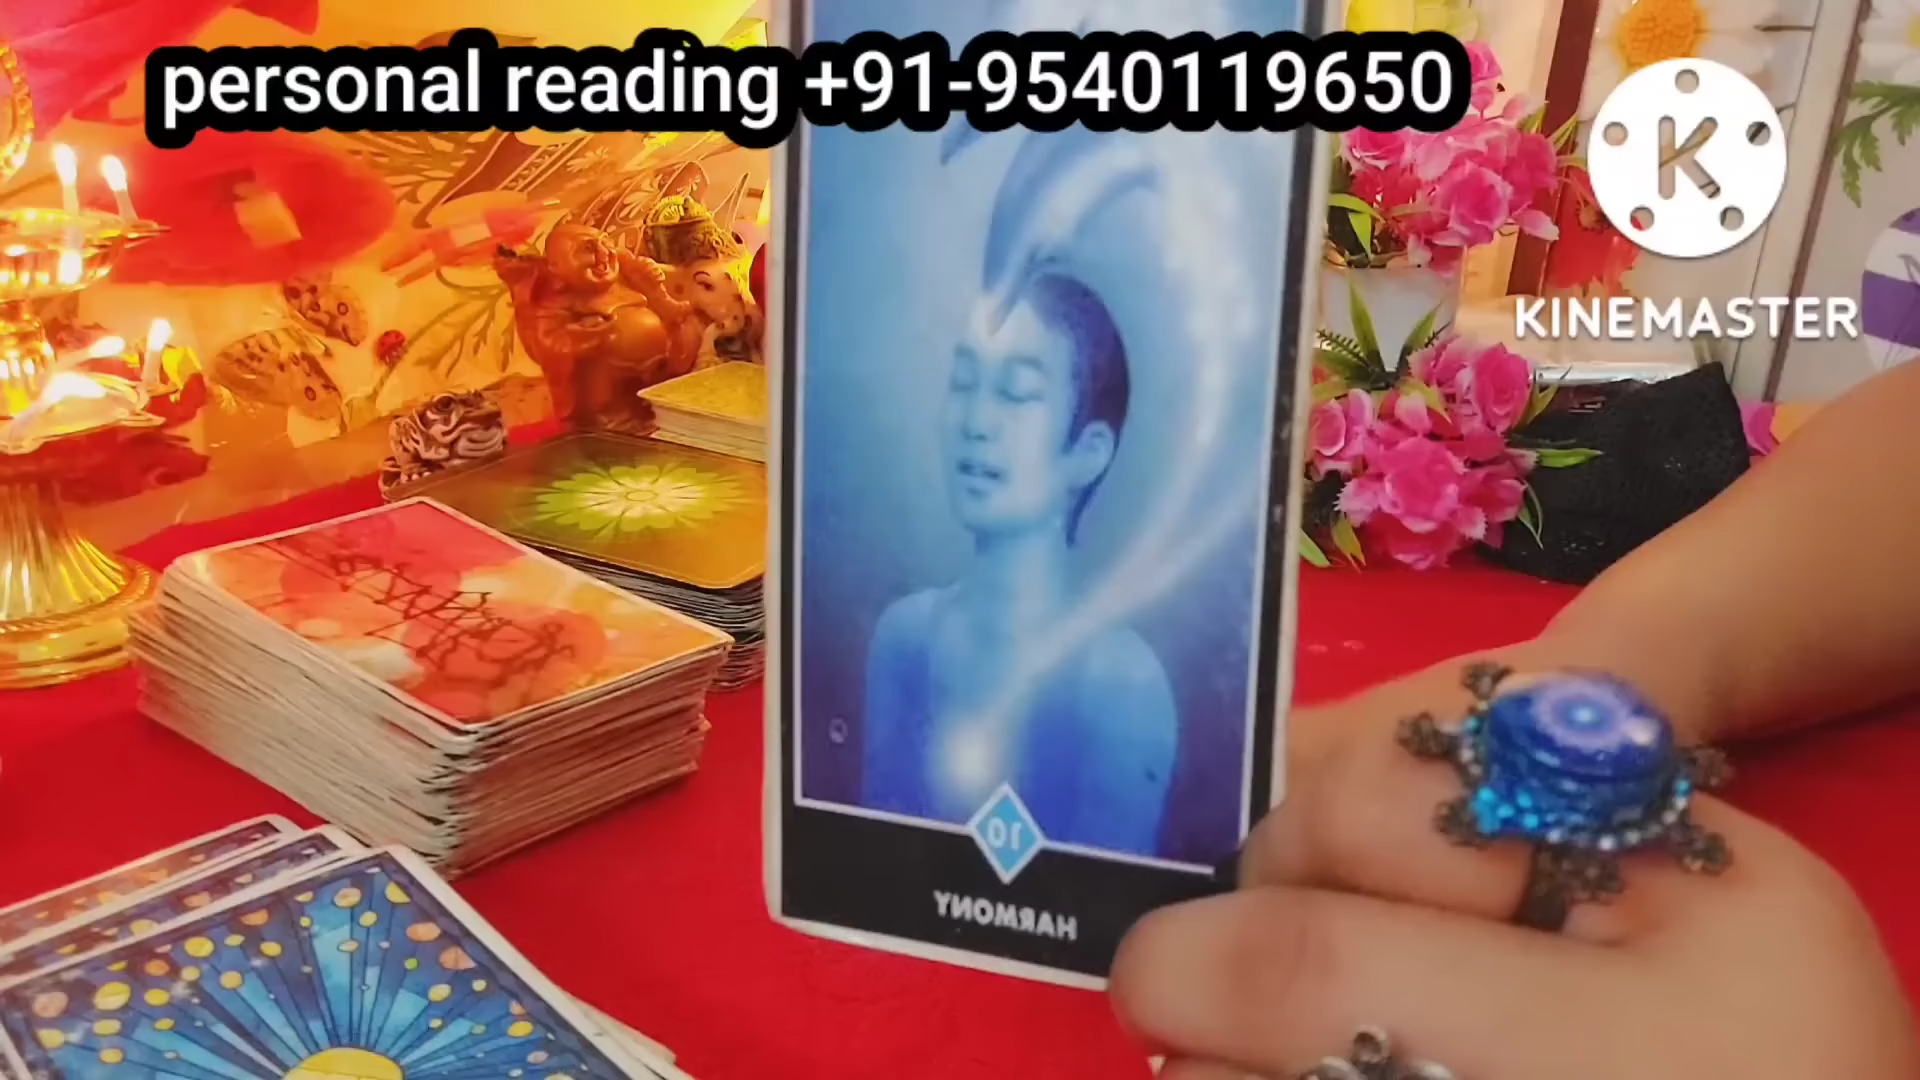 personal reading +91-9540119650
K
KINEMASTER
10
HARMONY